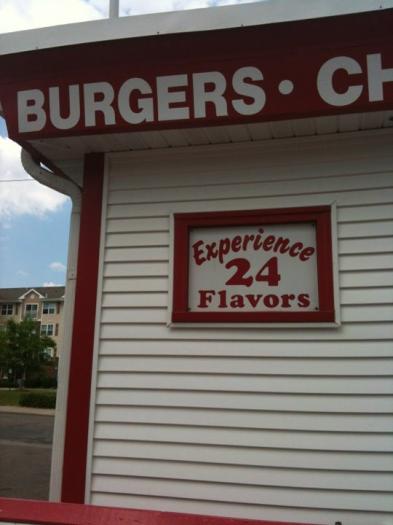 BURGERS · CH
Experience
24
Flavors